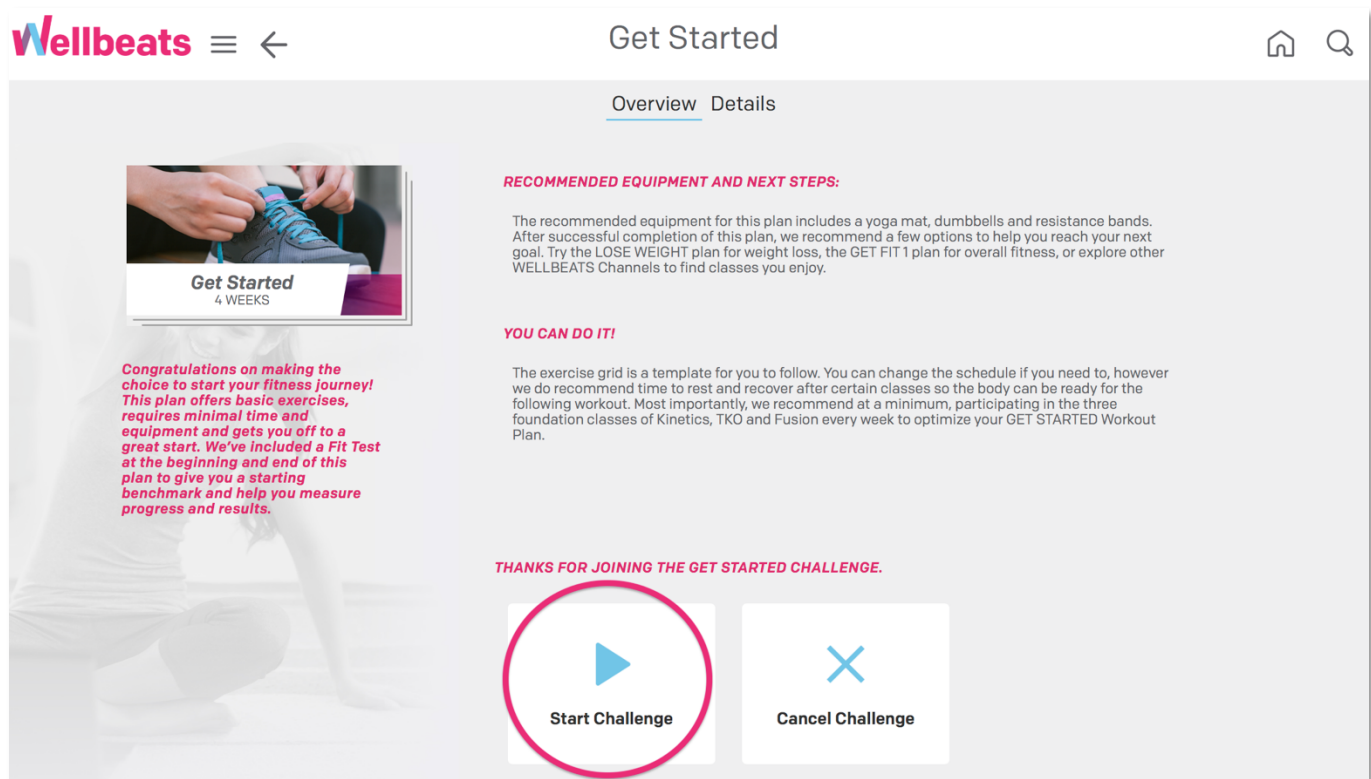 Wellbeats
Get Started
Overview Details
Get Started
4 WEEKS
Congratulations on making the
choice to start your fitness journey!
This plan offers basic exercises,
requires minimal time and
equipment and gets you off to a
great start. We've included a Fit Test
at the beginning and end of this
plan to give you a starting
benchmark and help you measure
progress and results.
RECOMMENDED EQUIPMENT AND NEXT STEPS:
The recommended equipment for this plan includes a yoga mat, dumbbells and resistance bands.
After successful completion of this plan, we recommend a few options to help you reach your next
goal. Try the LOSE WEIGHT plan for weight loss, the GET FIT 1 plan for overall fitness, or explore other
WELLBEATS Channels to find classes you enjoy.
YOU CAN DO IT!
The exercise grid is a template for you to follow. You can change the schedule if you need to, however
we do recommend time to rest and recover after certain classes so the body can be ready for the
following workout. Most importantly, we recommend at a minimum, participating in the three
foundation classes of Kinetics, TKO and Fusion every week to optimize your GET STARTED Workout
Plan.
THANKS FOR JOINING THE GET STARTED CHALLENGE.
Start Challenge
Cancel Challenge